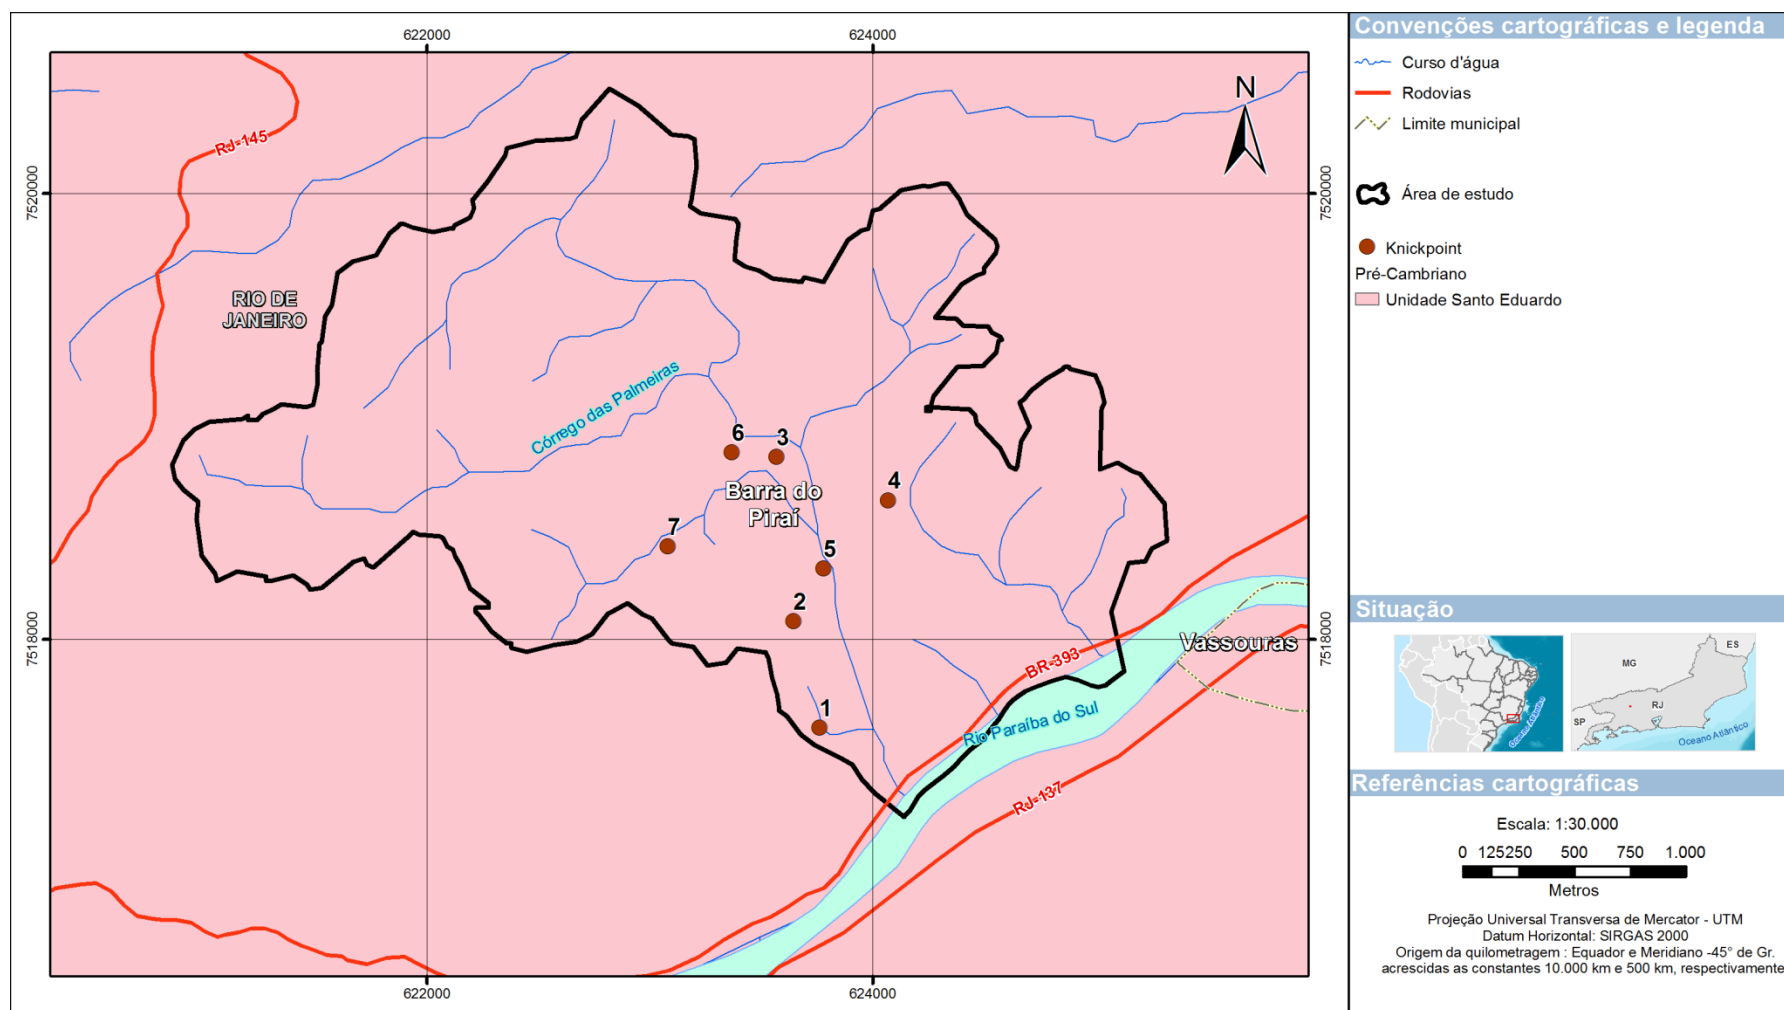 622000
624000
7520000
7520000
7518000
7518000
RJ-145
RIO DE
JANEIRO
Córrego das Palmeiras
6
3
4
Barra do
Piraí
7
5
2
1
N
BR-393
Vassouras
Rio Paraíba do Sul
RJ-137
622000
624000
Convenções cartográficas e legenda
Curso d'água
Rodovias
Limite municipal
Área de estudo
Knickpoint
Pré-Cambriano
Unidade Santo Eduardo
Situação
Oceano Atlântico
MG
ES
RJ
SP
Oceano Atlântico
Referências cartográficas
Escala: 1:30.000
0 125 250 500 750 1.000
Metros
Projeção Universal Transversa de Mercator - UTM
Datum Horizontal: SIRGAS 2000
Origem da quilometragem : Equador e Meridiano -45° de Gr.
acrescidas as constantes 10.000 km e 500 km, respectivamente